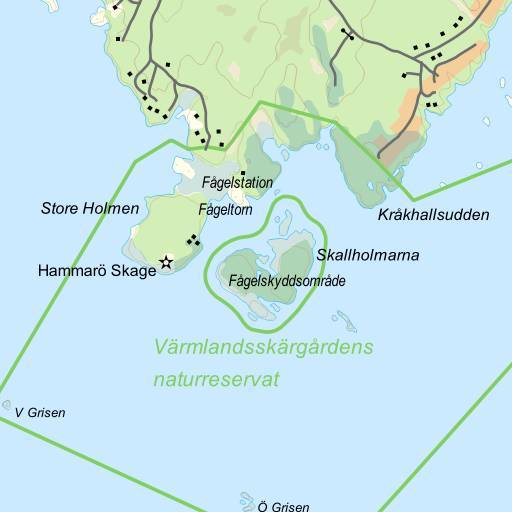 Fågelstation
Store Holmen
Fågeltorn
Kråkhallsudden
Skallholmarna
Hammarö Skage
Fågelskyddsområde
Värmlandsskärgårdens
naturreservat
V Grisen
Ö Grisen